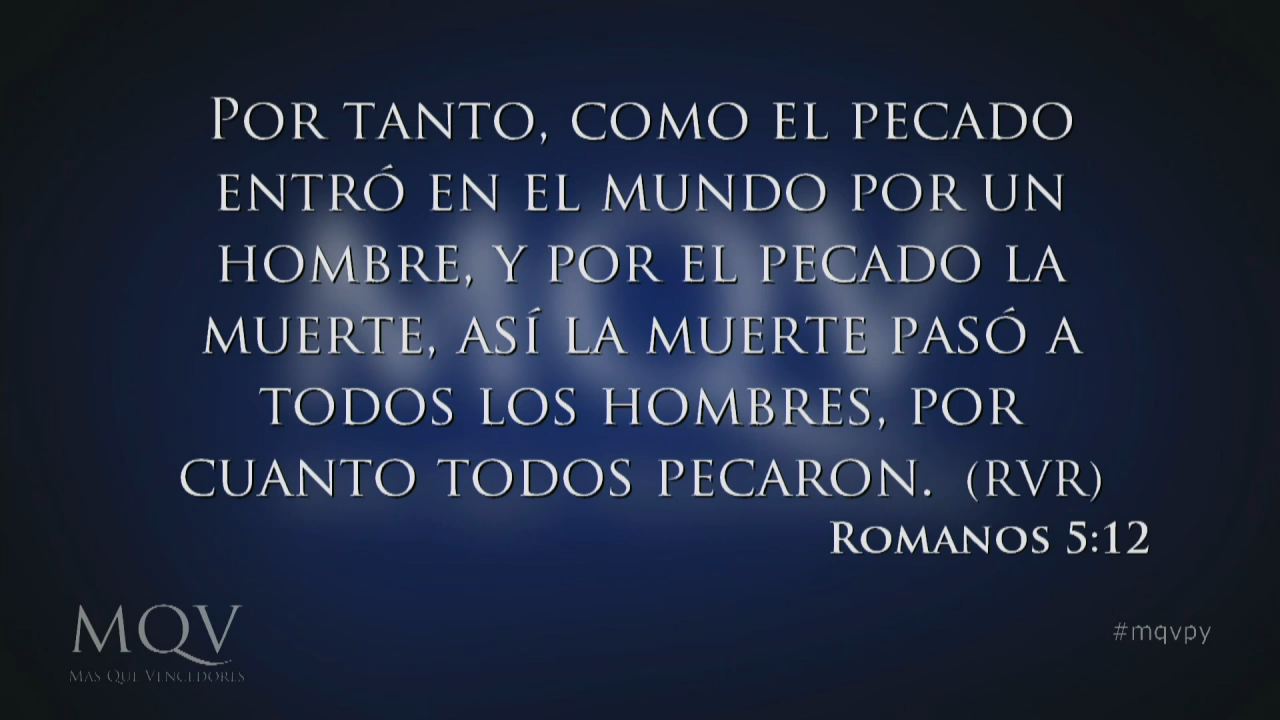 Por tanto, como el pecado
entró en el mundo por un
hombre, y por el pecado la
muerte, así la muerte pasó a
todos los hombres, por
cuanto todos pecaron. (RVR)
Romanos 5:12
MQV
Mas Que Vencedores
#mqvpy